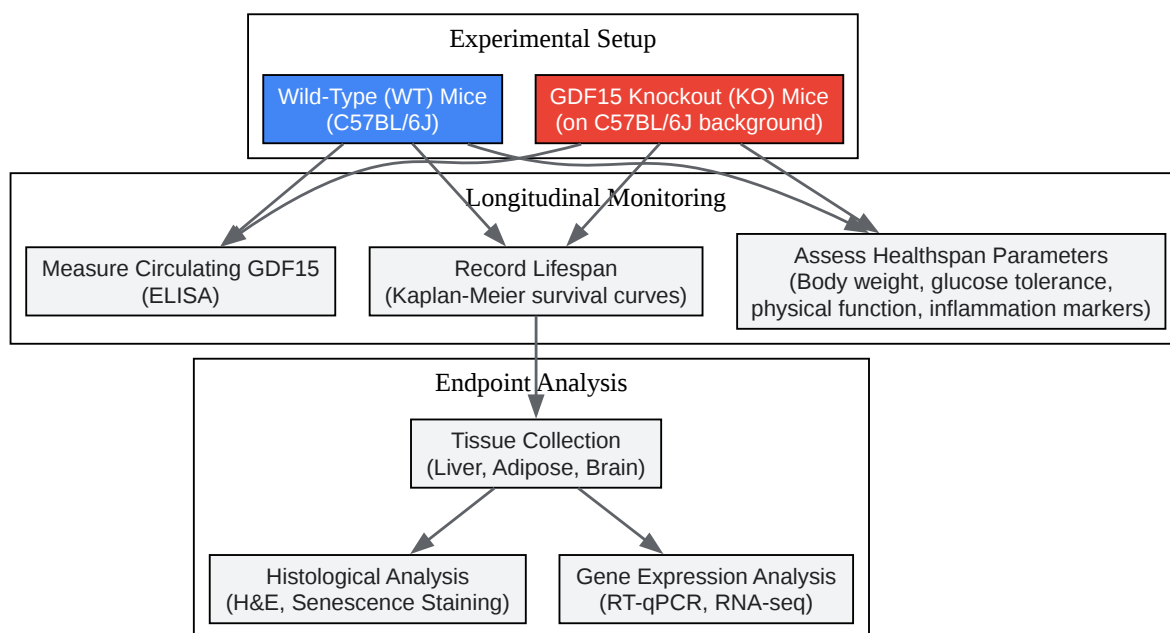 Experimental Setup
Wild-Type (WT) Mice
(C57BL/6J)
GDF15 Knockout (KO) Mice
(on C57BL/6J background)
Longitudinal Monitoring
Measure Circulating GDF15
(ELISA)
Record Lifespan
(Kaplan-Meier survival curves)
Assess Healthspan Parameters
(Body weight, glucose tolerance,
physical function, inflammation markers)
Endpoint Analysis
Tissue Collection
(Liver, Adipose, Brain)
Histological Analysis
(H&E, Senescence Staining)
Gene Expression Analysis
(RT-qPCR, RNA-seq)